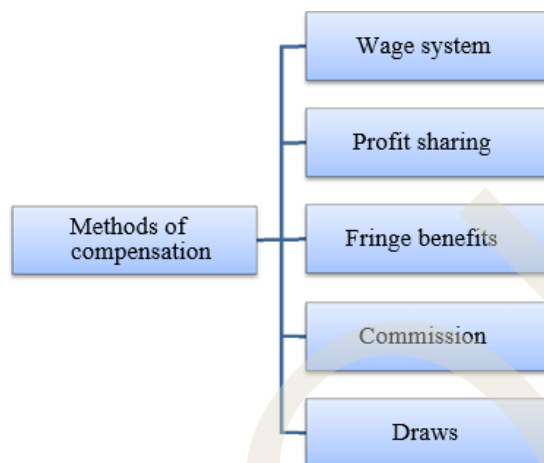 Wage system
Profit sharing
Methods of
compensation
Fringe benefits
Commission
Draws